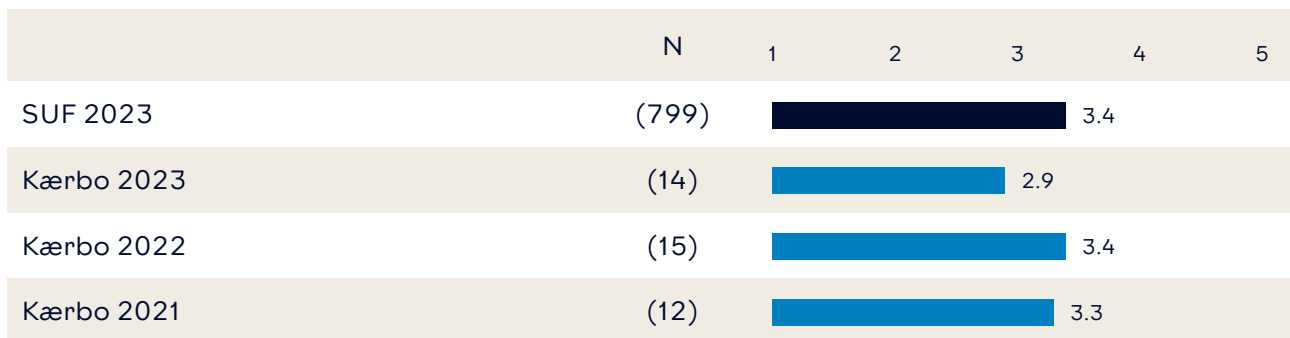 N 1 2 3 4 5
SUF 2023 (799) 3.4
Kærbo 2023 (14) 2.9
Kærbo 2022 (15) 3.4
Kærbo 2021 (12) 3.3